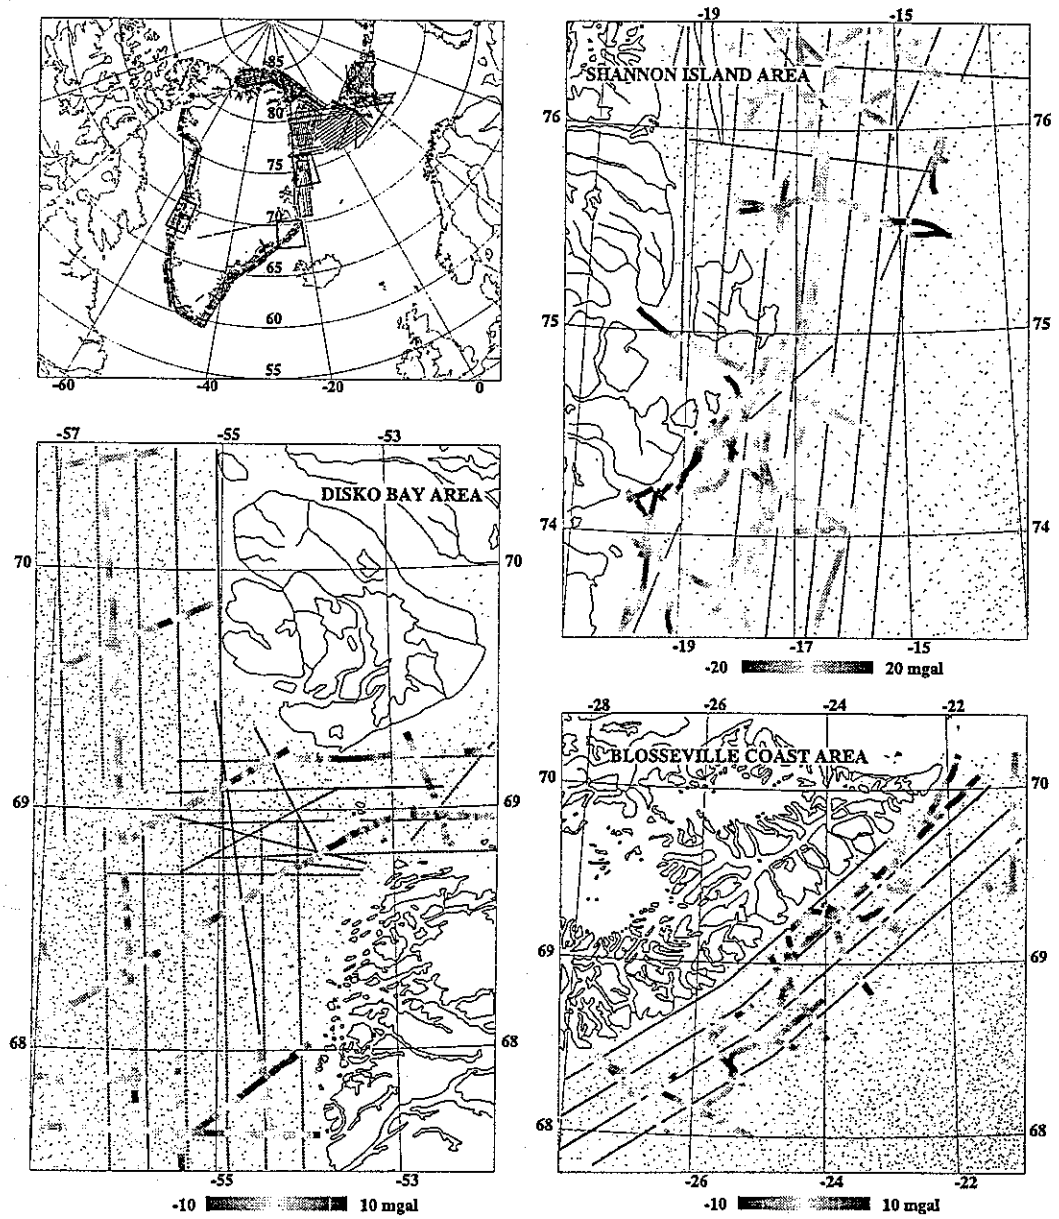 85
80
75
70
65
60
55
-60 -40 -20 0
-19 -15
SHANNON ISLAND AREA
76 76
75 75
74 74
-19 -17 -15
-20 20 mgal
-57 -55 -53
DISKO BAY AREA
70 70
69 69
68 68
-55 -53
-10 10 mgal
-28 -26 -24 -22
BLOSSEVILLE COAST AREA
70 70
69 69
68 68
-26 -24 -22
-10 10 mgal